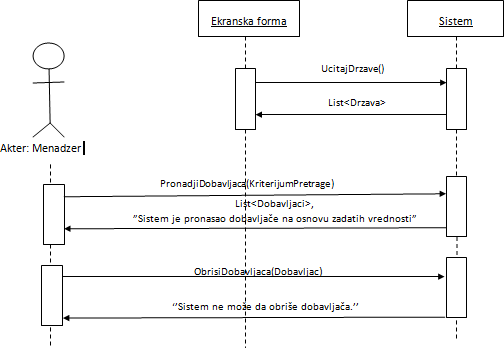 Ekranska forma
Sistem
UcitajDrzave()
List<Drzava>
Akter: Menadzer
PronadjiDobavljaca(KriterijumPretrage)
List<Dobavljaci>,
"Sistem je pronasao dobavljače na osnovu zadatih vrednosti"
ObrisiDobavljaca(Dobavljac)
''Sistem ne može da obriše dobavljača.''